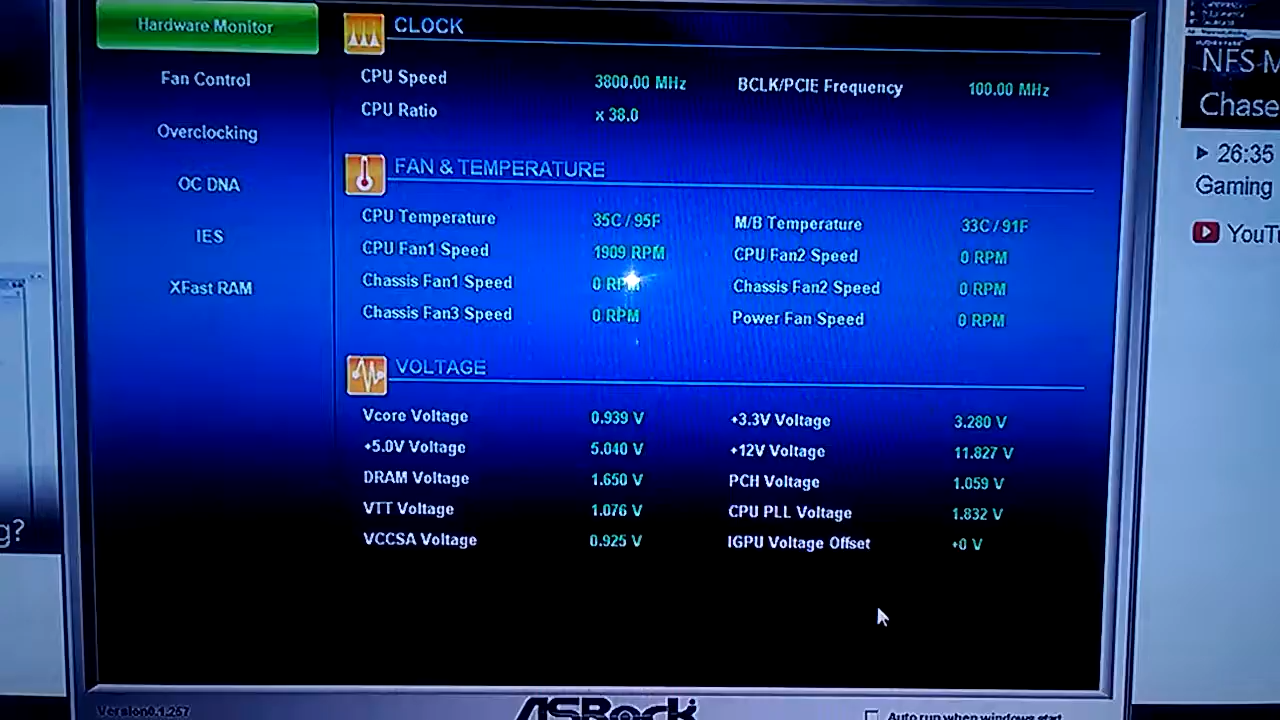 Hardware Monitor
Fan Control
Overclocking
OC DNA
IES
XFast RAM
CLOCK
CPU Speed 3800.00 MHz BCLK/PCIE Frequency 100.00 MHz
CPU Ratio x 38.0
FAN & TEMPERATURE
CPU Temperature 35C / 95F M/B Temperature 33C / 91F
CPU Fan1 Speed 1909 RPM CPU Fan2 Speed 0 RPM
Chassis Fan1 Speed 0 RPM Chassis Fan2 Speed 0 RPM
Chassis Fan3 Speed 0 RPM Power Fan Speed 0 RPM
VOLTAGE
Vcore Voltage 0.939 V +3.3V Voltage 3.280 V
+5.0V Voltage 5.040 V +12V Voltage 11.827 V
DRAM Voltage 1.650 V PCH Voltage 1.059 V
VTT Voltage 1.076 V CPU PLL Voltage 1.832 V
VCCSA Voltage 0.925 V IGPU Voltage Offset +0 V
Version0.1.257
ASRock
Auto run when windows start
NFS M
Chase
26:35
Gaming
YouTu
g?